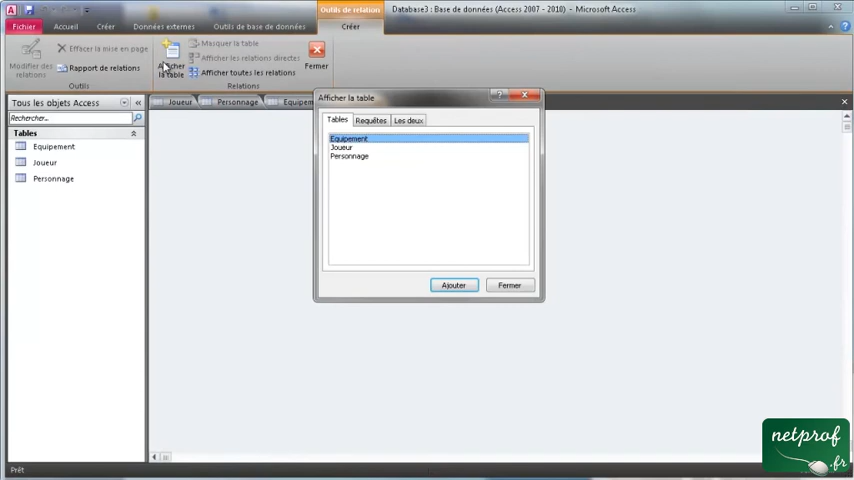 Outils de relation
Database3 : Base de données (Access 2007 - 2010) - Microsoft Access
Fichier
Accueil
Créer
Données externes
Outils de base de données
Créer
Modifier des relations
Effacer la mise en page
Rapport de relations
Outils
Afficher la table
Masquer la table
Afficher les relations directes
Afficher toutes les relations
Relations
Fermer
Tous les objets Access
Rechercher...
Tables
Equipement
Joueur
Personnage
Joueur
Personnage
Equipem
Afficher la table
Tables
Requêtes
Les deux
Equipement
Joueur
Personnage
Ajouter
Fermer
Prêt
netprof
.fr